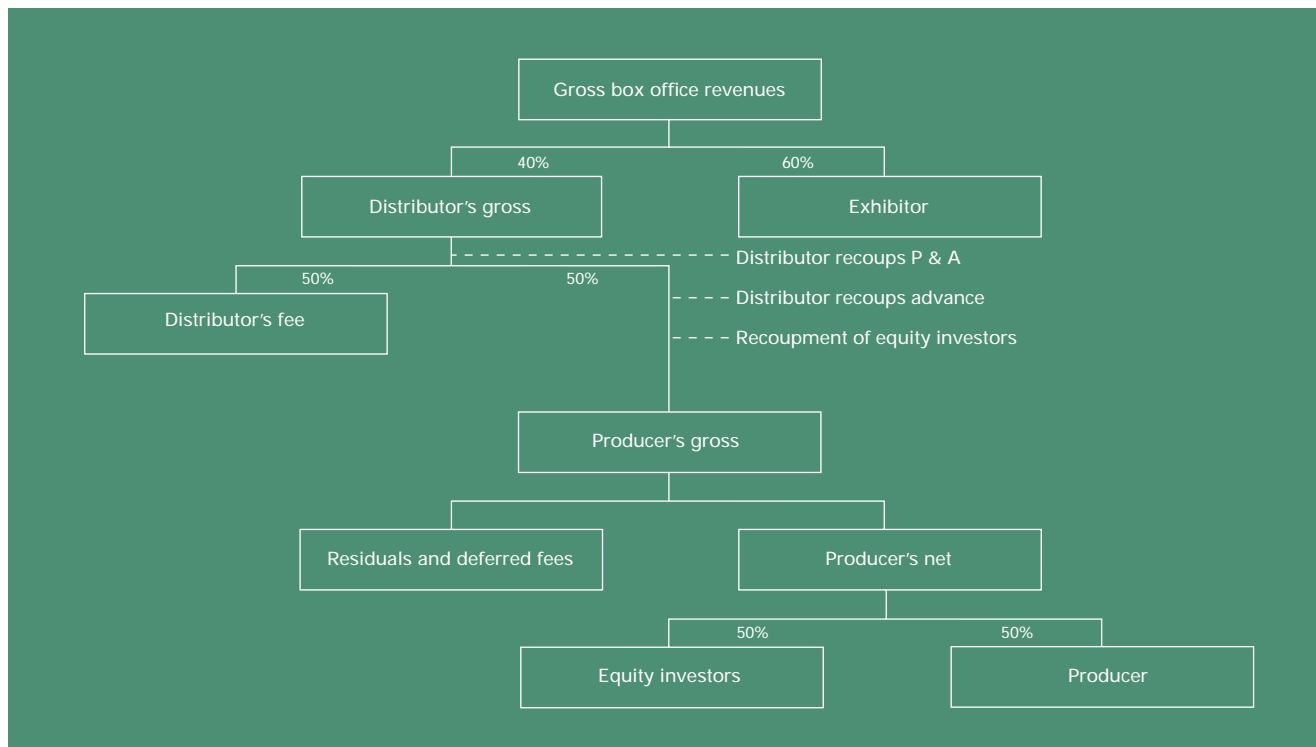 Gross box office revenues
40%
60%
Distributor's gross
Exhibitor
Distributor recoups P & A
50%
50%
Distributor recoups advance
Distributor's fee
Recoupment of equity investors
Producer's gross
Residuals and deferred fees
Producer's net
50%
50%
Equity investors
Producer